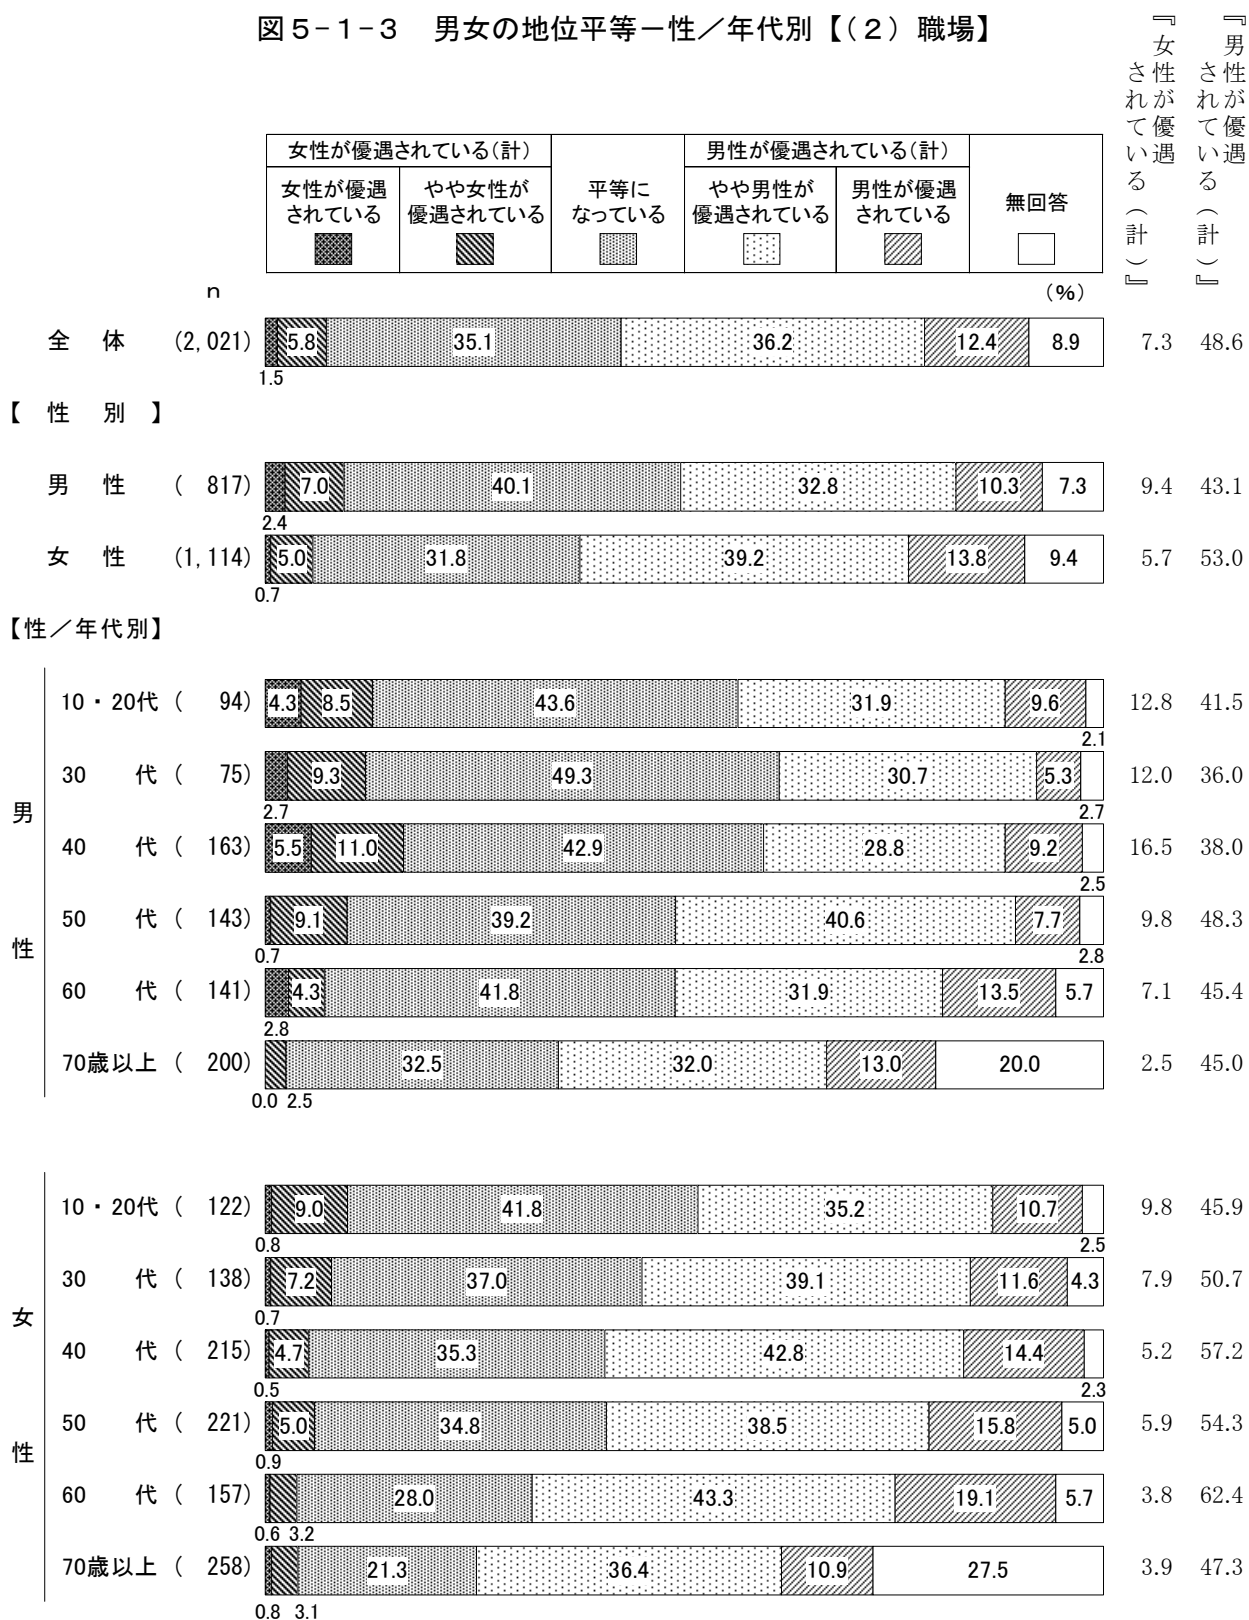 図5-1-3 男女の地位平等－性／年代別【(2) 職場】
『女性が優遇
されている（計）』
『男性が優遇
されている（計）』
女性が優遇されている(計) 男性が優遇されている(計)
女性が優遇
されている
やや女性が
優遇されている
平等に
なっている
やや男性が
優遇されている
男性が優遇
されている
無回答
n (%)
全体 (2,021) 5.8 35.1 36.2 12.4 8.9 7.3 48.6
1.5
【 性 別 】
男性 ( 817) 7.0 40.1 32.8 10.3 7.3 9.4 43.1
2.4
女性 (1,114) 5.0 31.8 39.2 13.8 9.4 5.7 53.0
0.7
【性／年代別】
男性
10・20代 ( 94) 4.3 8.5 43.6 31.9 9.6 12.8 41.5
2.1
30代 ( 75) 9.3 49.3 30.7 5.3 12.0 36.0
2.7 2.7
40代 ( 163) 5.5 11.0 42.9 28.8 9.2 16.5 38.0
2.5
50代 ( 143) 9.1 39.2 40.6 7.7 9.8 48.3
0.7 2.8
60代 ( 141) 4.3 41.8 31.9 13.5 5.7 7.1 45.4
2.8
70歳以上 ( 200) 32.5 32.0 13.0 20.0 2.5 45.0
0.0 2.5
女性
10・20代 ( 122) 9.0 41.8 35.2 10.7 9.8 45.9
0.8 2.5
30代 ( 138) 7.2 37.0 39.1 11.6 4.3 7.9 50.7
0.7
40代 ( 215) 4.7 35.3 42.8 14.4 5.2 57.2
0.5 2.3
50代 ( 221) 5.0 34.8 38.5 15.8 5.0 5.9 54.3
0.9
60代 ( 157) 28.0 43.3 19.1 5.7 3.8 62.4
0.6 3.2
70歳以上 ( 258) 21.3 36.4 10.9 27.5 3.9 47.3
0.8 3.1